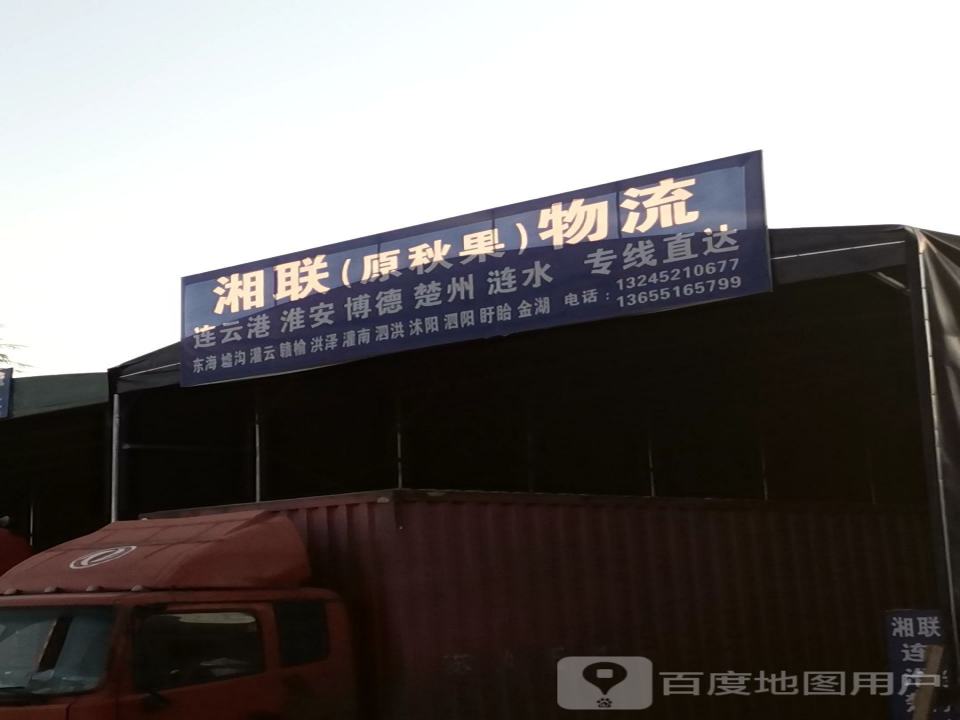 湘联(原秋果)物流
连云港 淮安 博德 楚州 涟水 专线直达
东海 墟沟 灌云 赣榆 洪泽 灌南 泗洪 沭阳 泗阳 盱眙 金湖 电话：13245210677
13655165799
湘联
连
百度地图用户